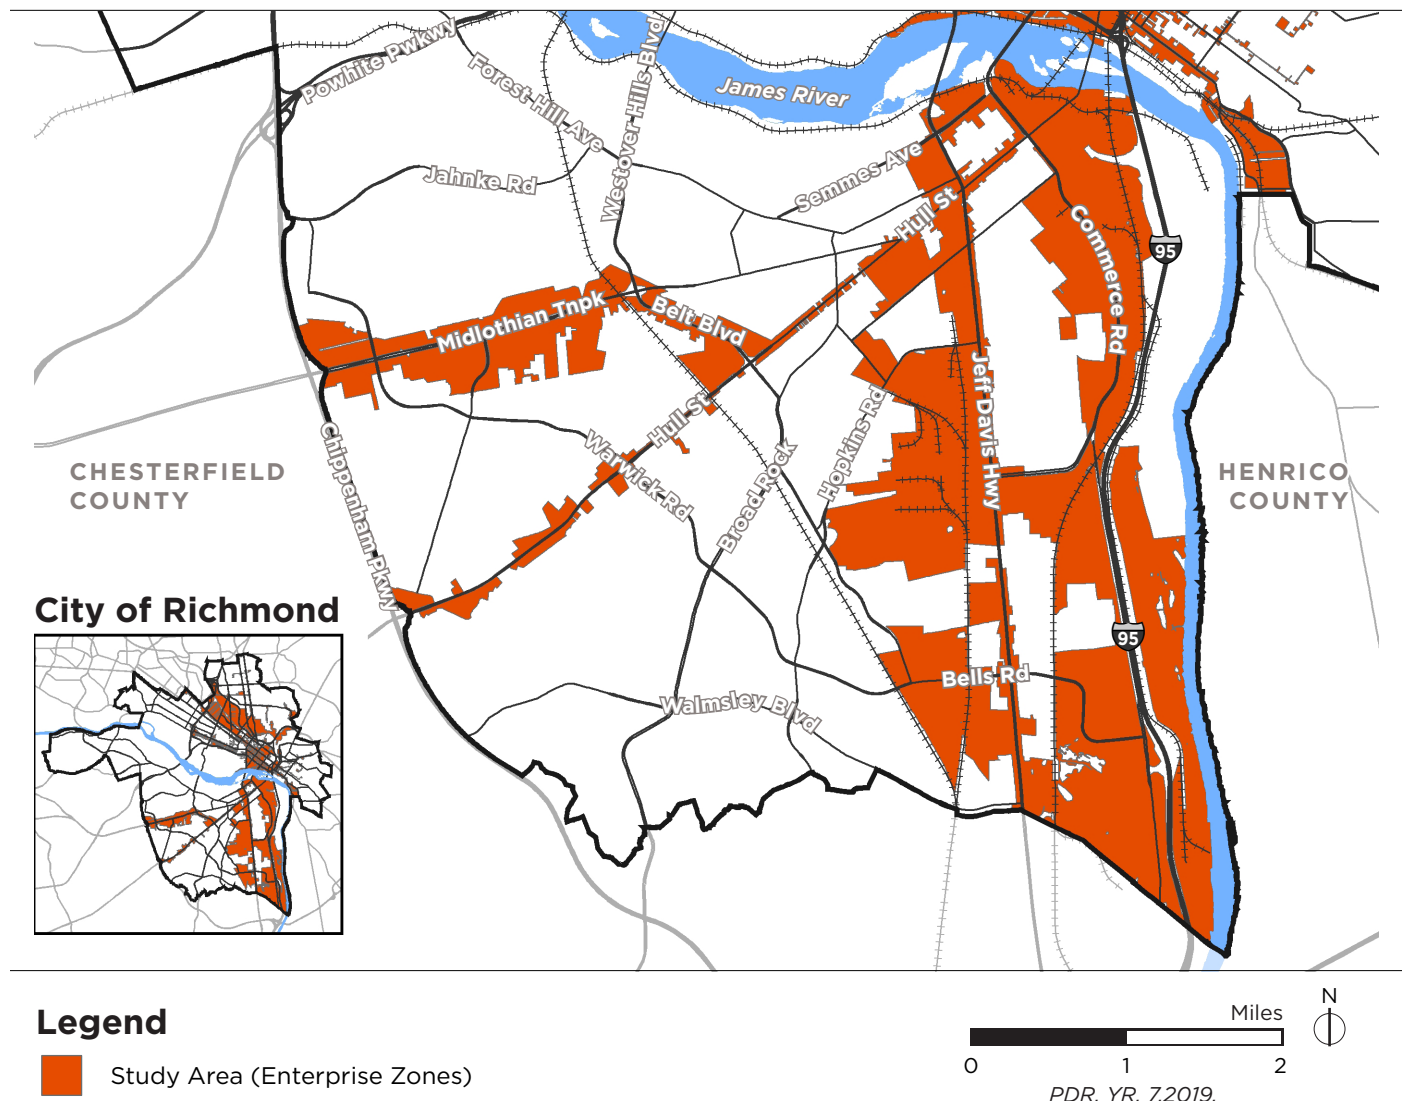 Powhite Pwkwy
Forest Hill Ave
Westover Hills Blvd
James River
Jahnke Rd
Semmes Ave
Hull St
Commerce Rd
95
Midlothian Tnpk
Belt Blvd
Jeff Davis Hwy
Hull St
Hopkins Rd
Chippenham Pkwy
Warwick Rd
Broad Rock
CHESTERFIELD
COUNTY
HENRICO
COUNTY
95
Bells Rd
Walmsley Blvd
City of Richmond
Legend
Study Area (Enterprise Zones)
Miles
0 1 2
N
PDR, YR, 7.2019.